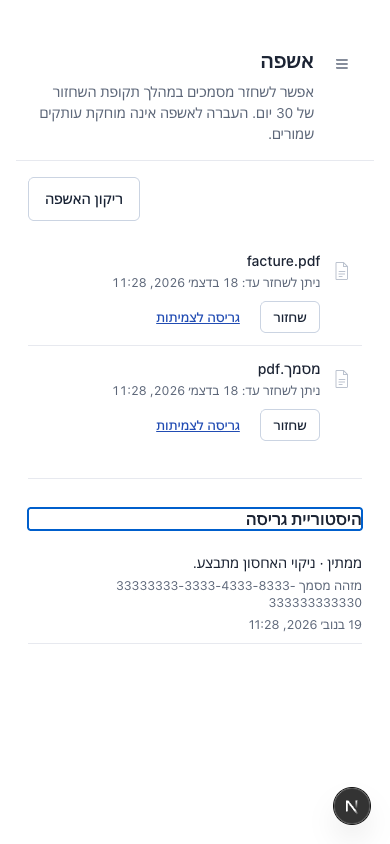 אשפה
אפשר לשחזר מסמכים במהלך תקופת השחזור
של 30 יום. העברה לאשפה אינה מוחקת עותקים
שמורים.
ריקון האשפה
facture.pdf
ניתן לשחזר עד: 18 בדצמ׳ 2026, 11:28
שחזור
גריסה לצמיתות
מסמך.pdf
ניתן לשחזר עד: 18 בדצמ׳ 2026, 11:28
שחזור
גריסה לצמיתות
היסטוריית גריסה
ממתין · ניקוי האחסון מתבצע.
מזהה מסמך 33333333-3333-4333-8333-
333333333330
19 בנוב׳ 2026, 11:28
N